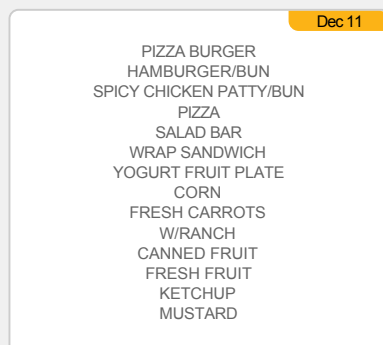 Dec 11
PIZZA BURGER
HAMBURGER/BUN
SPICY CHICKEN PATTY/BUN
PIZZA
SALAD BAR
WRAP SANDWICH
YOGURT FRUIT PLATE
CORN
FRESH CARROTS
W/RANCH
CANNED FRUIT
FRESH FRUIT
KETCHUP
MUSTARD